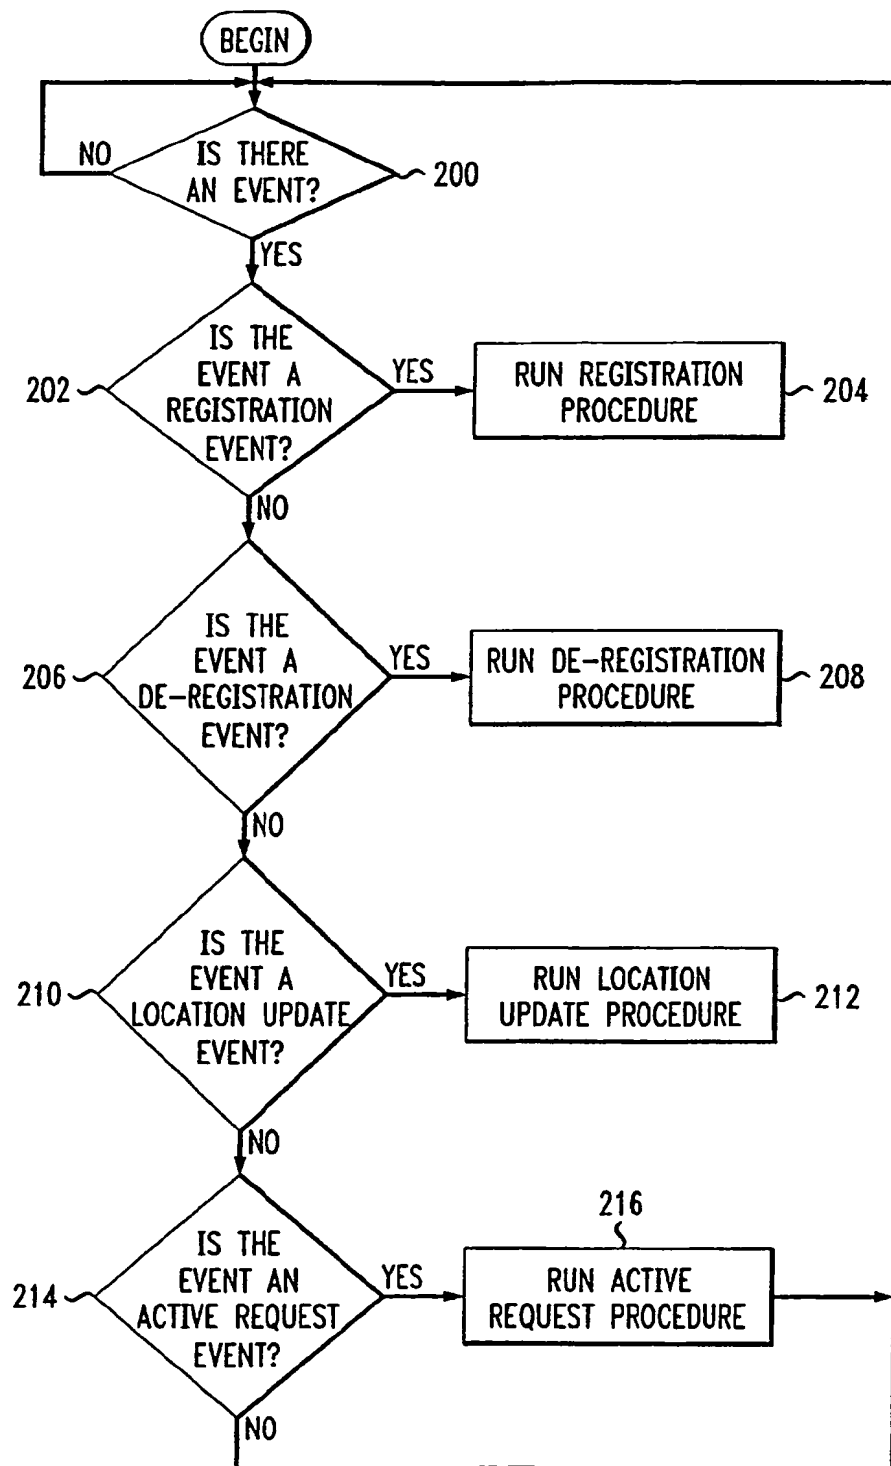 BEGIN
NO
IS THERE
AN EVENT?
200
YES
IS THE
EVENT A
REGISTRATION
EVENT?
202
YES
RUN REGISTRATION
PROCEDURE
204
NO
IS THE
EVENT A
DE-REGISTRATION
EVENT?
206
YES
RUN DE-REGISTRATION
PROCEDURE
208
NO
IS THE
EVENT A
LOCATION UPDATE
EVENT?
210
YES
RUN LOCATION
UPDATE PROCEDURE
212
NO
IS THE
EVENT AN
ACTIVE REQUEST
EVENT?
214
YES
216
RUN ACTIVE
REQUEST PROCEDURE
NO